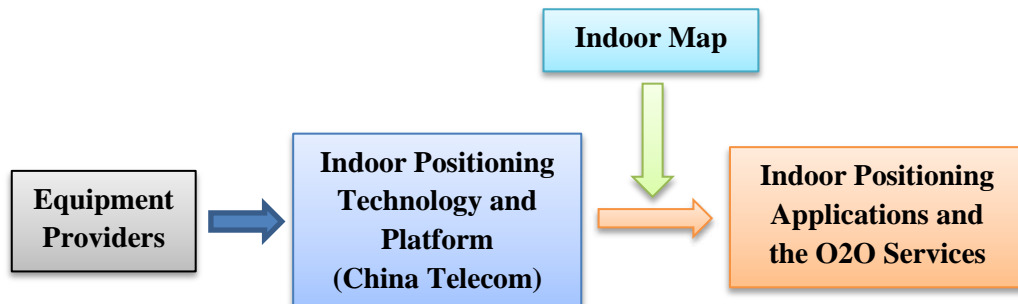 Indoor Map
Equipment
Providers
Indoor Positioning
Technology and
Platform
(China Telecom)
Indoor Positioning
Applications and
the O2O Services